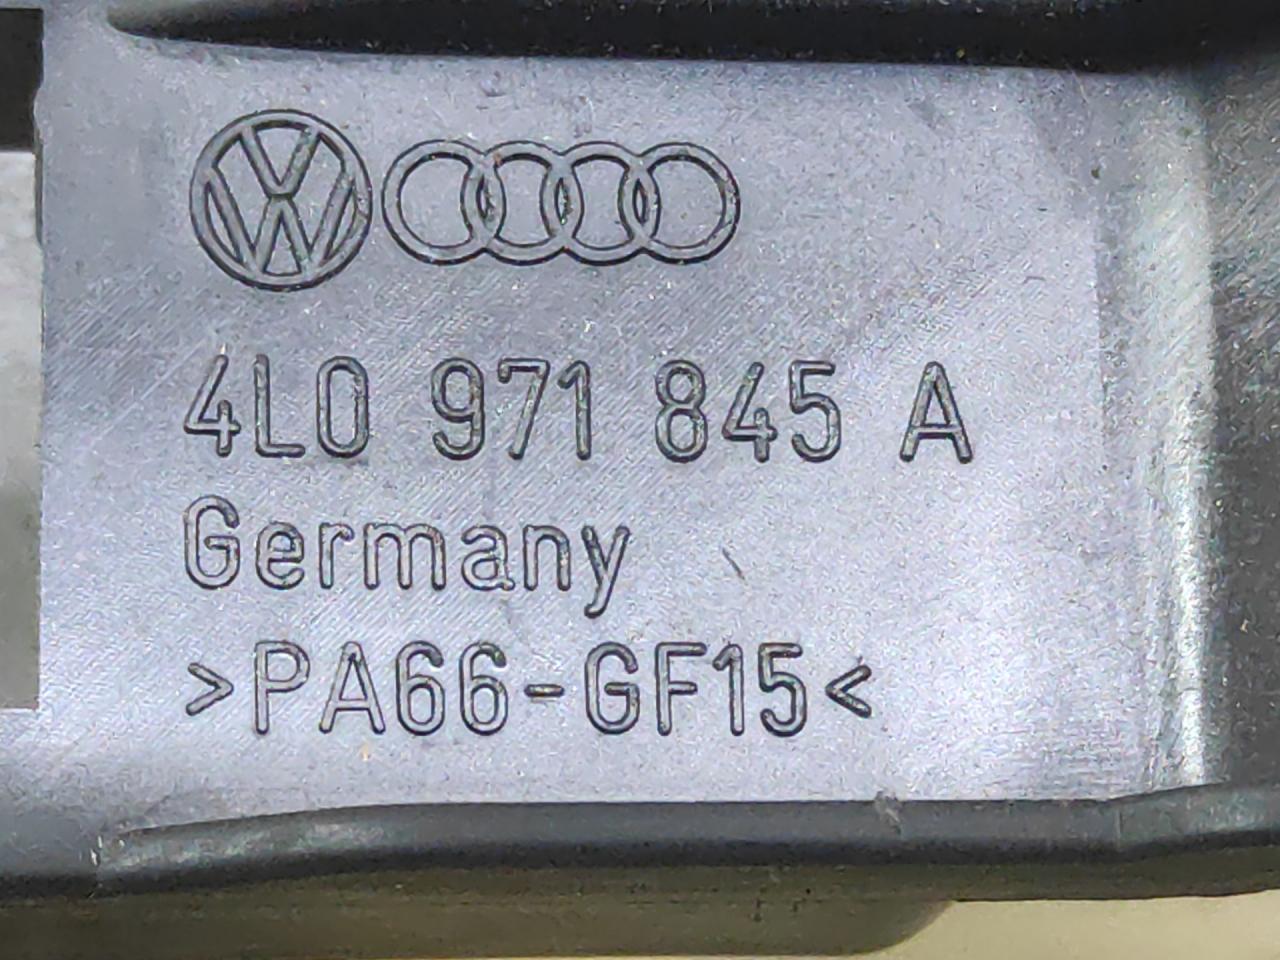 4L0 971 845 A
Germany
>PA66-GF15<